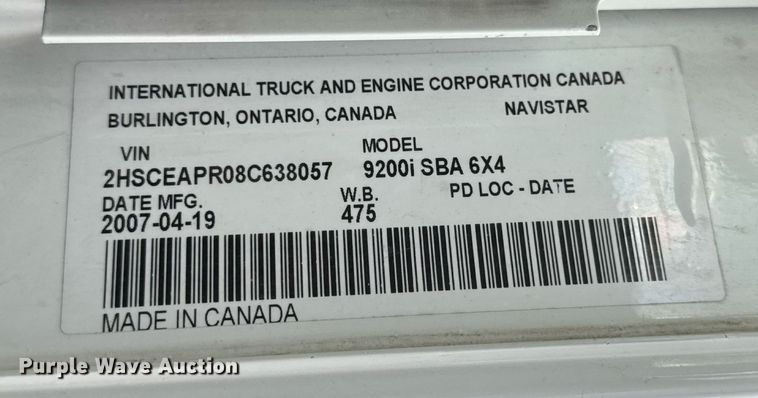 INTERNATIONAL TRUCK AND ENGINE CORPORATION CANADA
BURLINGTON, ONTARIO, CANADA NAVISTAR
VIN MODEL
2HSCEAPR08C638057 9200i SBA 6X4
DATE MFG. W.B. PD LOC - DATE
2007-04-19 475
MADE IN CANADA
Purple Wave Auction